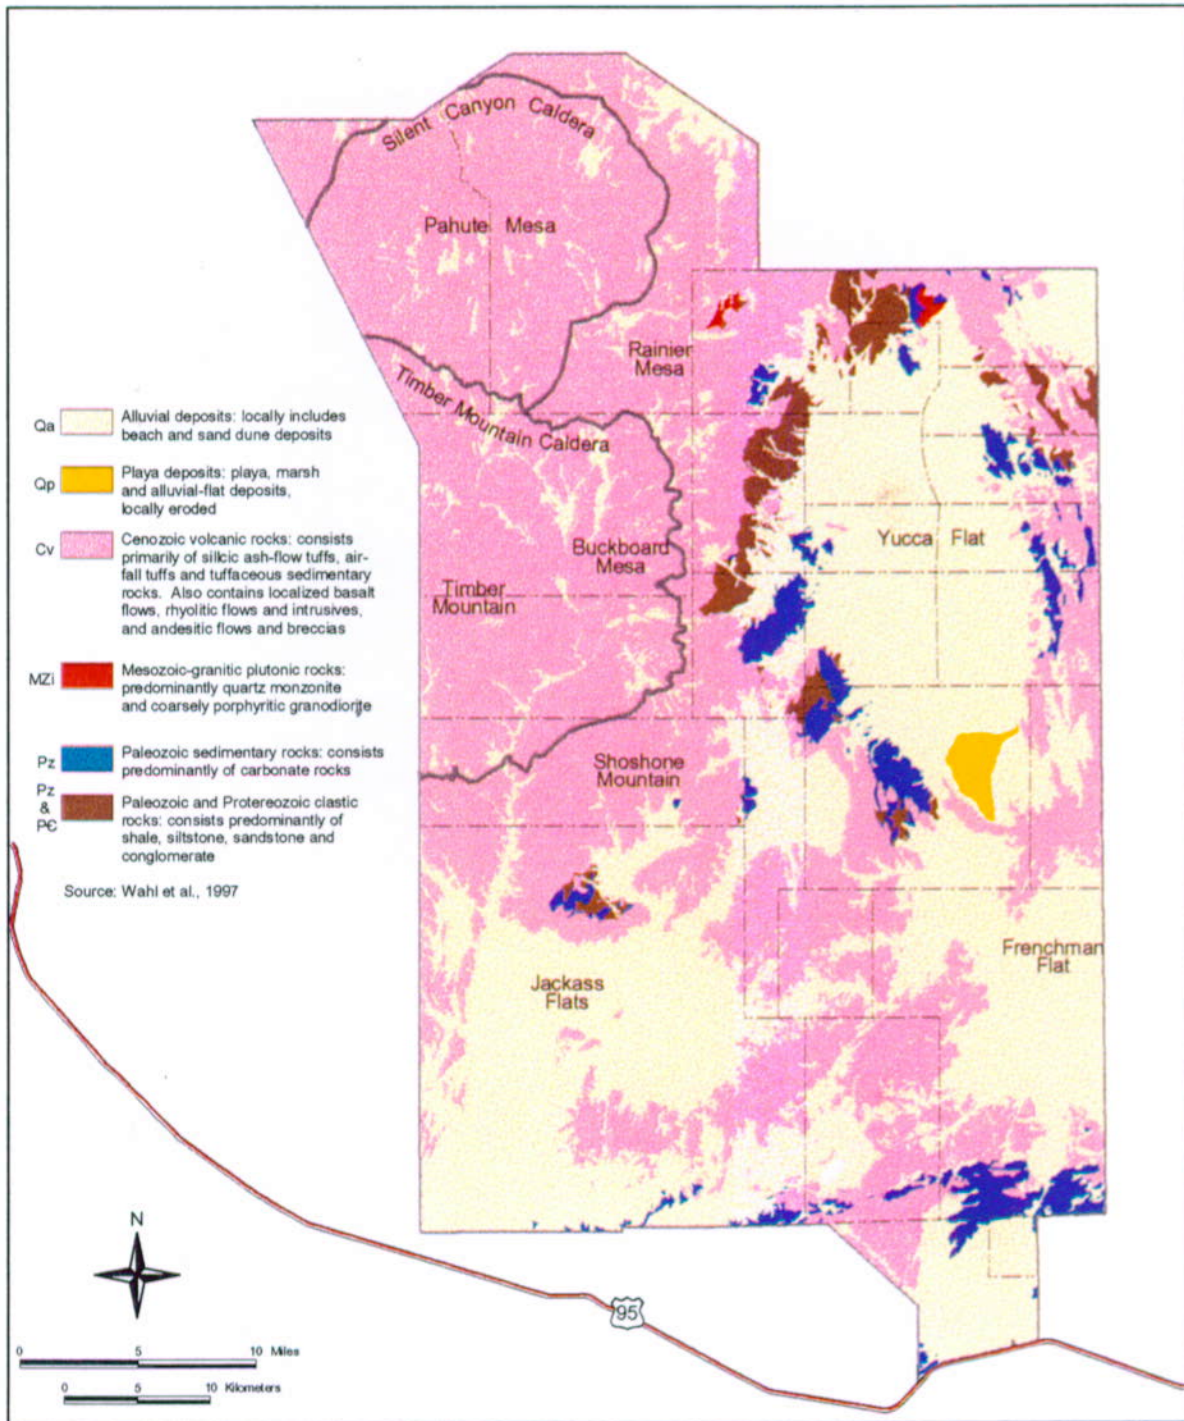 Silent Canyon Caldera
Pahute Mesa
Rainier
Mesa
Timber Mountain Caldera
Qa
Alluvial deposits: locally includes
beach and sand dune deposits
Qp
Playa deposits: playa, marsh
and alluvial-flat deposits,
locally eroded
Cv
Cenozoic volcanic rocks: consists
primarily of silicic ash-flow tuffs, air-
fall tuffs and tuffaceous sedimentary
rocks. Also contains localized basalt
flows, rhyolitic flows and intrusives,
and andesitic flows and breccias
MZi
Mesozoic-granitic plutonic rocks:
predominantly quartz monzonite
and coarsely porphyritic granodiorite
Pz
Paleozoic sedimentary rocks: consists
predominantly of carbonate rocks
Pz
&
PЄ
Paleozoic and Protereozoic clastic
rocks: consists predominantly of
shale, siltstone, sandstone and
conglomerate
Source: Wahl et al., 1997
Buckboard
Mesa
Yucca Flat
Timber
Mountain
Shoshone
Mountain
Frenchman
Flat
Jackass
Flats
N
95
0 5 10 Miles
0 5 10 Kilometers